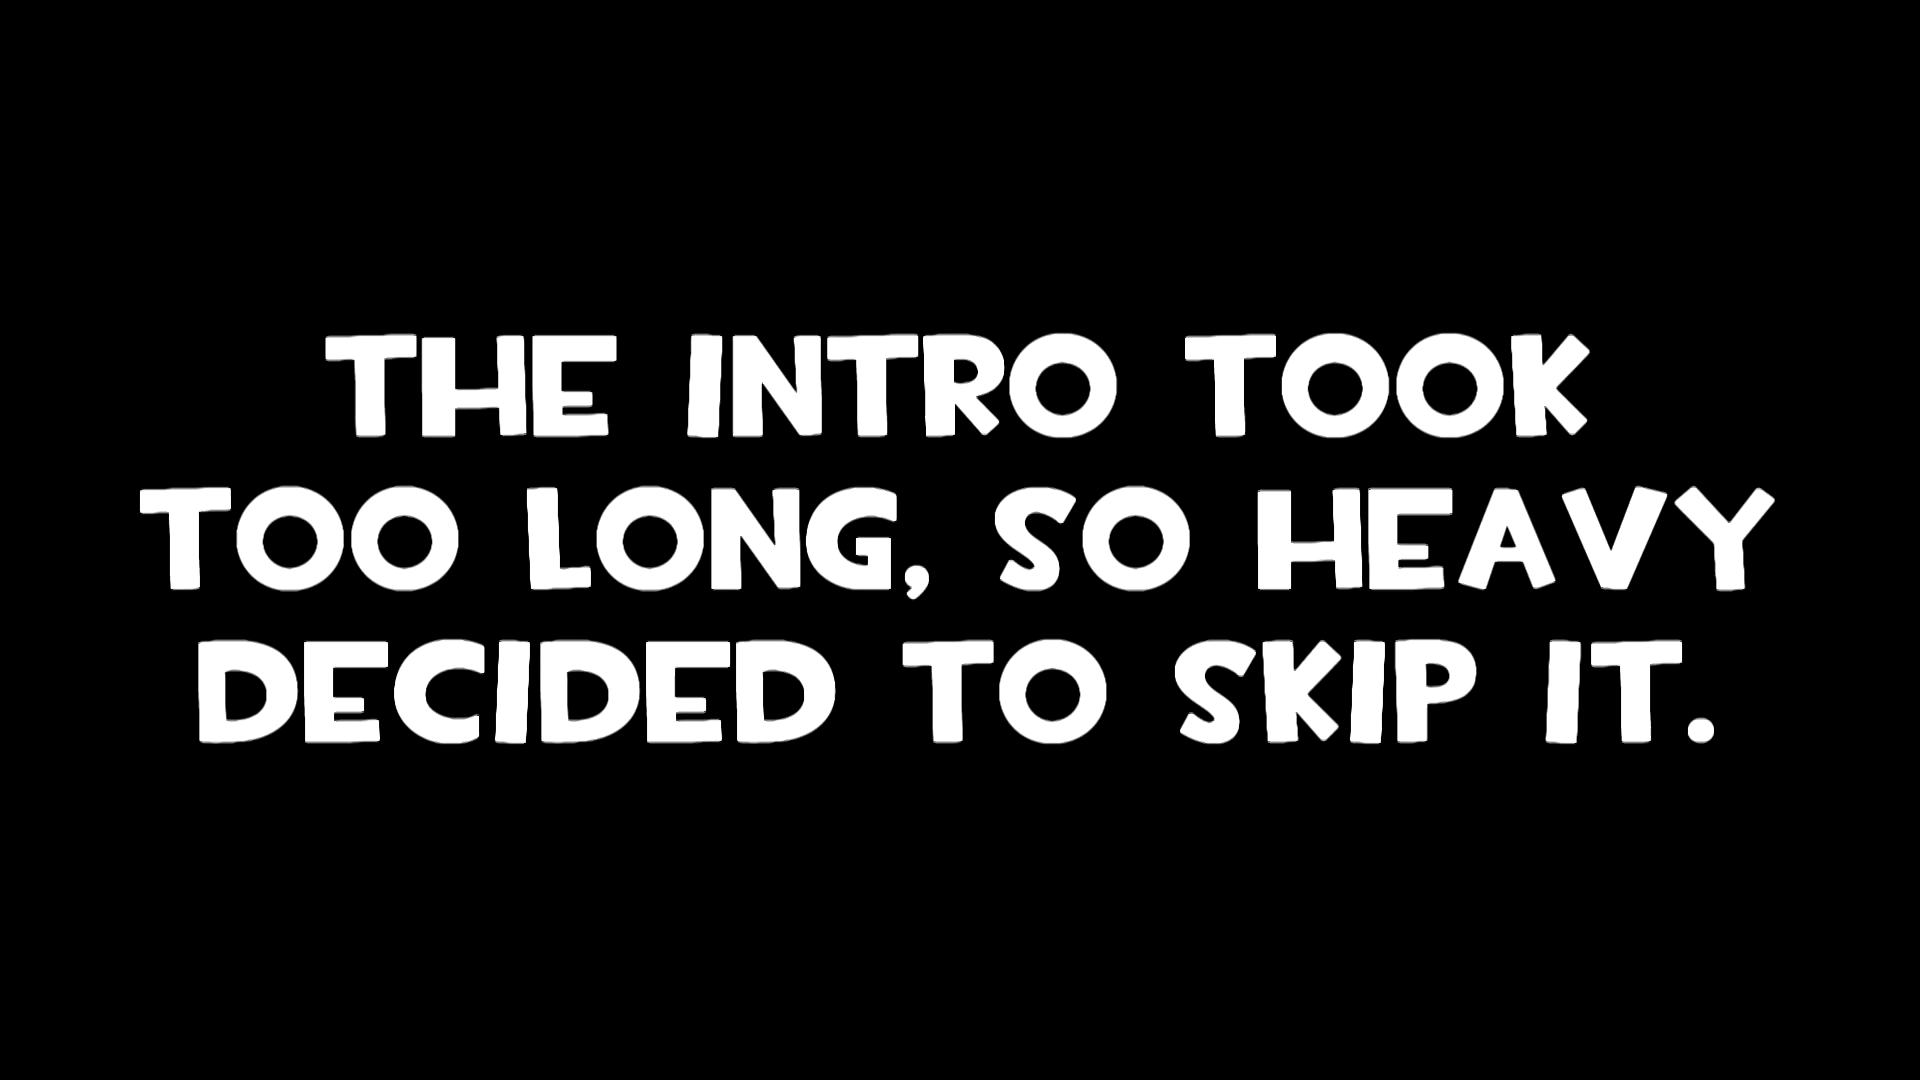 THE INTRO TOOK
TOO LONG, SO HEAVY
DECIDED TO SKIP IT.